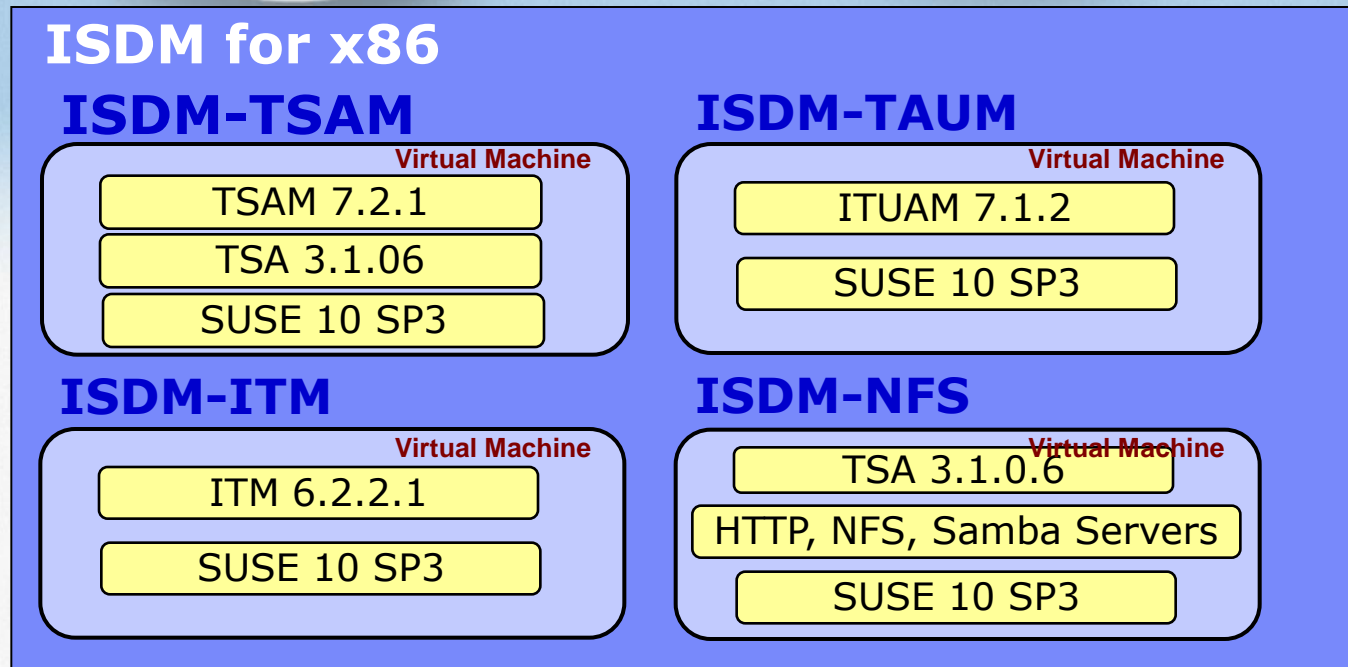 ISDM for x86
ISDM-TSAM
Virtual Machine
TSAM 7.2.1
TSA 3.1.06
SUSE 10 SP3
ISDM-TAUM
Virtual Machine
ITUAM 7.1.2
SUSE 10 SP3
ISDM-ITM
Virtual Machine
ITM 6.2.2.1
SUSE 10 SP3
ISDM-NFS
Virtual Machine
TSA 3.1.0.6
HTTP, NFS, Samba Servers
SUSE 10 SP3